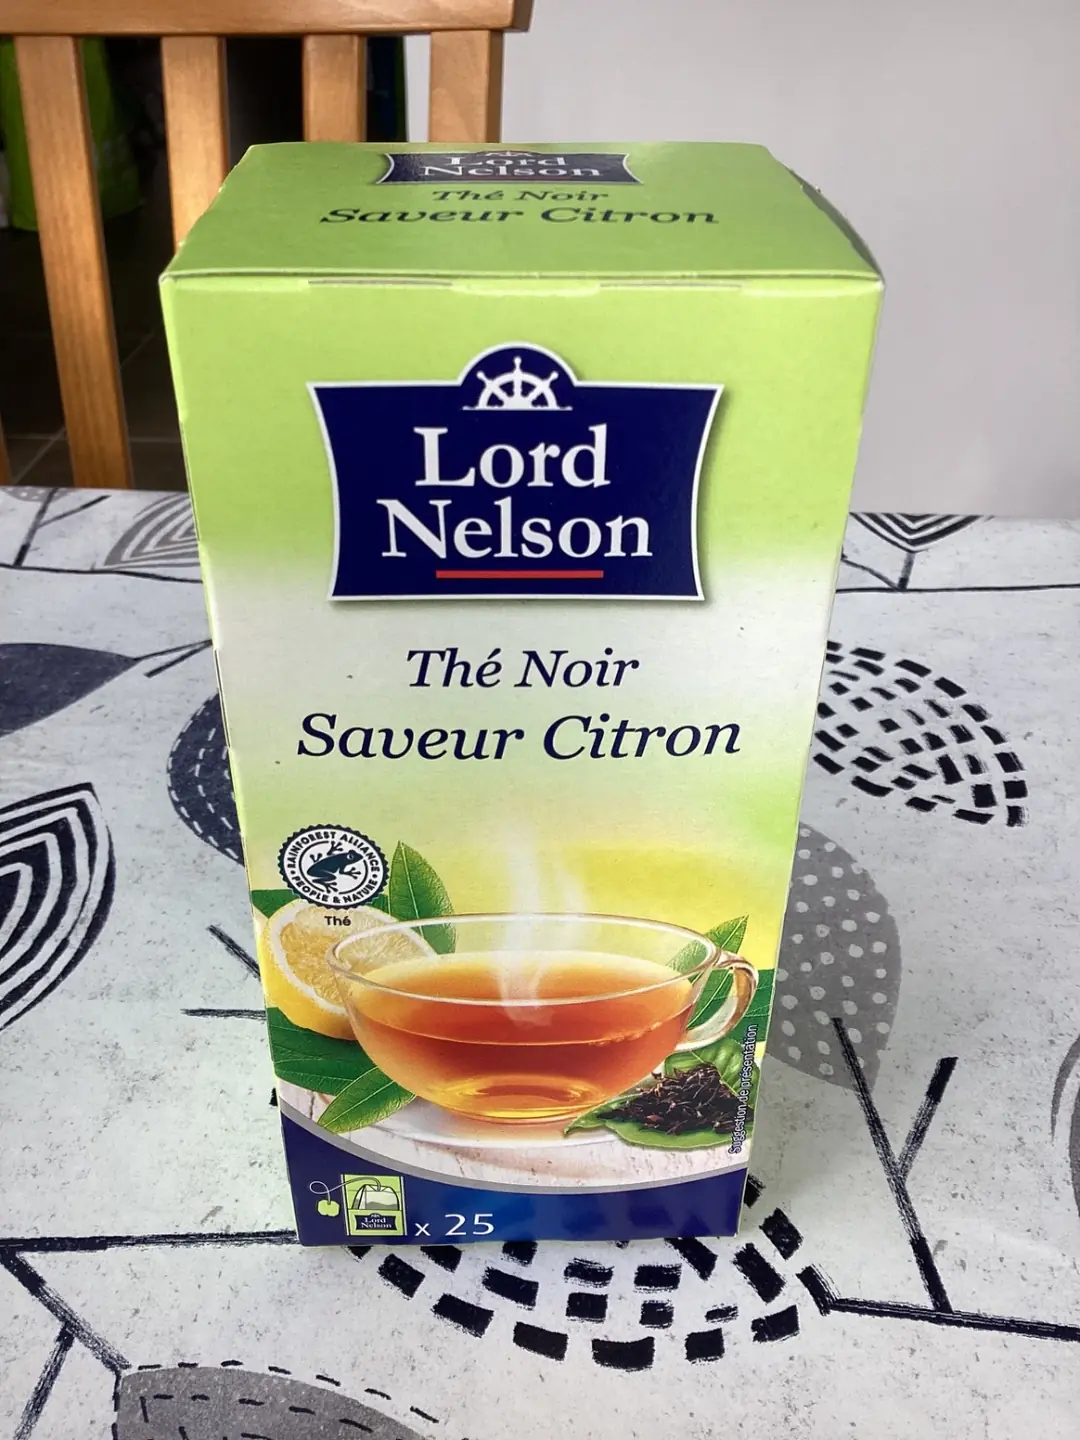 Lord
Nelson
Thé Noir
Saveur Citron
Lord
Nelson
Thé Noir
Saveur Citron
RAINFOREST ALLIANCE
PEOPLE & NATURE
Thé
Suggestion de présentation
Lord
Nelson
x 25